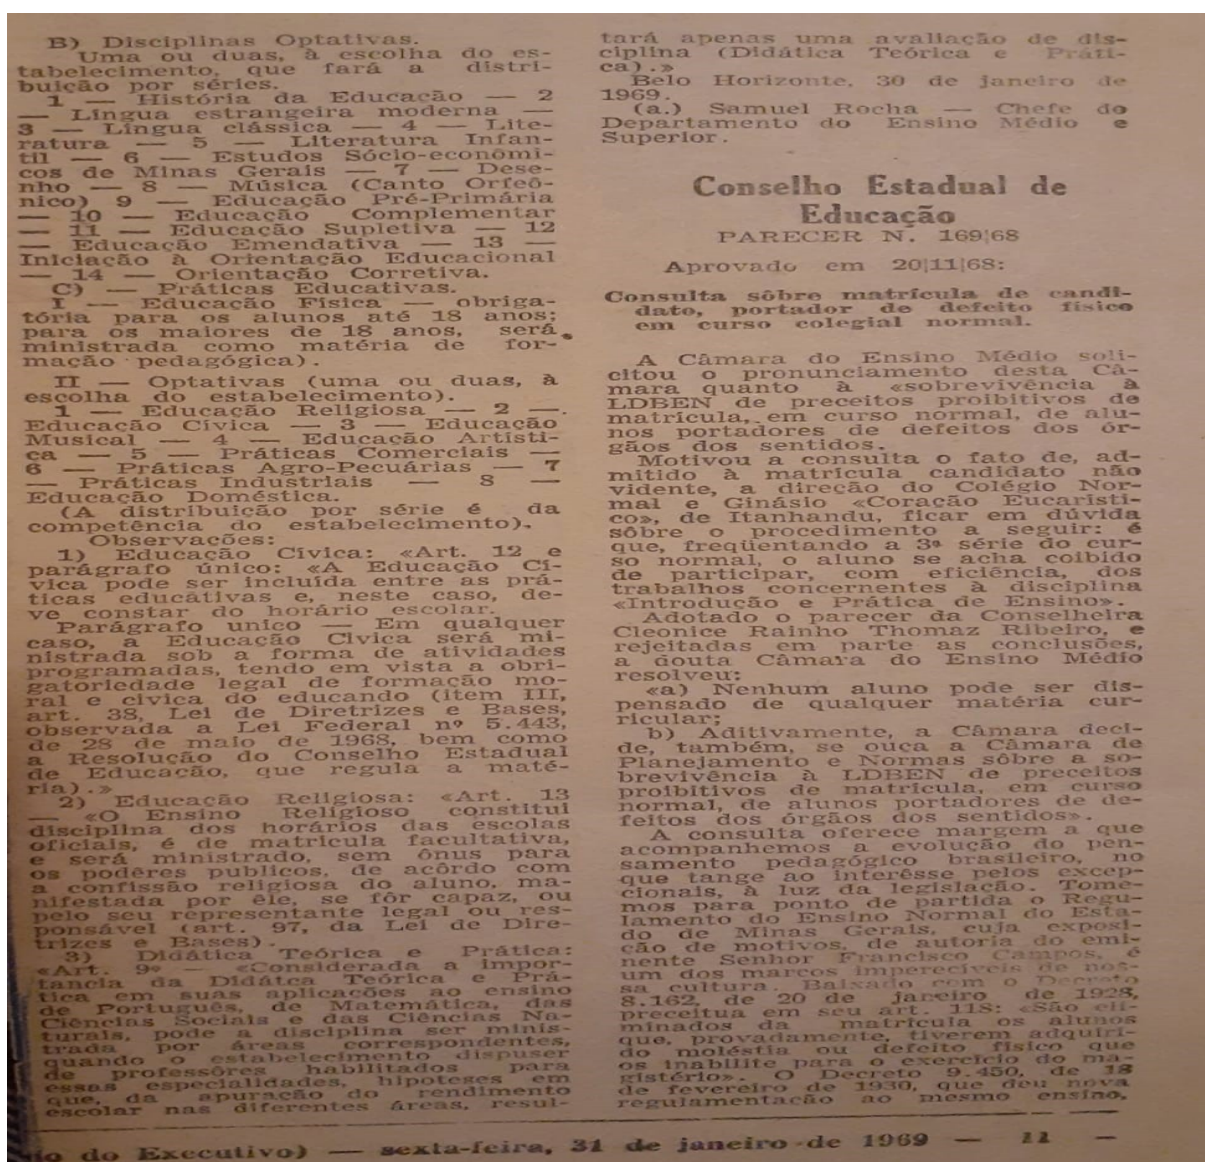 B) Disciplinas Optativas.
Uma ou duas, à escolha do es-
tabelecimento, que fará a distri-
buição por séries.
1 — História da Educação — 2
— Língua estrangeira moderna —
3 — Língua clássica — 4 — Lite-
ratura — 5 — Literatura Infan-
til — 6 — Estudos Sócio-econômi-
cos de Minas Gerais — 7 — Dese-
nho — 8 — Música (Canto Orfeô-
nico) 9 — Educação Pré-Primária
— 10 — Educação Complementar
— 11 — Educação Supletiva — 12
— Educação Emendativa — 13 —
Iniciação à Orientação Educacional
— 14 — Orientação Corretiva.
C) — Práticas Educativas.
I — Educação Física — obriga-
tória para os alunos até 18 anos;
para os maiores de 18 anos, será
ministrada como matéria de for-
mação pedagógica).
II — Optativas (uma ou duas, à
escolha do estabelecimento).
1 — Educação Religiosa — 2 —.
Educação Cívica — 3 — Educação
Musical — 4 — Educação Artísti-
ca — 5 — Práticas Comerciais —
6 — Práticas Agro-Pecuárias — 7
— Práticas Industriais — 8 —
Educação Doméstica.
(A distribuição por série é da
competência do estabelecimento).
Observações:
1) Educação Cívica: «Art. 12 e
parágrafo único: «A Educação Cí-
vica pode ser incluída entre as prá-
ticas educativas e, neste caso, de-
ve constar do horário escolar.
Parágrafo unico — Em qualquer
caso, a Educação Civica será mi-
nistrada sob a forma de atividades
programadas, tendo em vista a obri-
gatoriedade legal de formação mo-
ral e civica do educando (item III,
art. 38, Lei de Diretrizes e Bases,
observada a Lei Federal nº 5.443,
de 28 de maio de 1968, bem como
a Resolução do Conselho Estadual
de Educação, que regula a maté-
ria).»
2) Educação Religiosa: «Art. 13
— «O Ensino Religioso constitui
disciplina dos horários das escolas
oficiais, é de matrícula facultativa,
e será ministrado, sem ônus para
os podêres publicos, de acôrdo com
a confissão religiosa do aluno, ma-
nifestada por êle, se fôr capaz, ou
pelo seu representante legal ou res-
ponsável (art. 97, da Lei de Dire-
trizes e Bases).
3) Didática Teórica e Prática:
«Art. 9º — «Considerada a impor-
tancia da Didátca Teórica e Prá-
tica em suas aplicações ao ensino
de Português, de Matemática, das
Ciências Sociais e das Ciências Na-
turais, pode a disciplina ser minis-
trada por áreas correspondentes,
quando o estabelecimento dispuser
de professôres habilitados para
essas especialidades, hipoteses em
que, da apuração do rendimento
escolar nas diferentes áreas, resul-
tará apenas uma avaliação de dis-
ciplina (Didática Teórica e Práti-
ca).»
Belo Horizonte, 30 de janeiro de
1969.
(a.) Samuel Rocha — Chefe do
Departamento do Ensino Médio e
Superior.
Conselho Estadual de
Educação
PARECER N. 169|68
Aprovado em 20|11|68:
Consulta sôbre matrícula de candi-
dato, portador de defeito físico
em curso colegial normal.
A Câmara do Ensino Médio soli-
citou o pronunciamento desta Câ-
mara quanto à «sobrevivência à
LDBEN de preceitos proibitivos de
matrícula, em curso normal, de alu-
nos portadores de defeitos dos ór-
gãos dos sentidos.
Motivou a consulta o fato de, ad-
mitido à matrícula candidato não
vidente, a direção do Colégio Nor-
mal e Ginásio «Coração Eucaristi-
co», de Itanhandu, ficar em dúvida
sôbre o procedimento a seguir: é
que, freqüentando a 3ª série do cur-
so normal, o aluno se acha coibido
de participar, com eficiência, dos
trabalhos concernentes à disciplina
«Introdução e Prática de Ensino».
Adotado o parecer da Conselheira
Cleonice Rainho Thomaz Ribeiro, e
rejeitadas em parte as conclusões,
a douta Câmara do Ensino Médio
resolveu:
«a) Nenhum aluno pode ser dis-
pensado de qualquer matéria cur-
ricular;
b) Aditivamente, a Câmara deci-
de, também, se ouça a Câmara de
Planejamento e Normas sôbre a so-
brevivência à LDBEN de preceitos
proibitivos de matrícula, em curso
normal, de alunos portadores de de-
feitos dos órgãos dos sentidos».
A consulta oferece margem a que
acompanhemos a evolução do pen-
samento pedagógico brasileiro, no
que tange ao interêsse pelos excep-
cionais, à luz da legislação. Tome-
mos para ponto de partida o Regu-
lamento do Ensino Normal do Esta-
do de Minas Gerais, cuja exposi-
ção de motivos, de autoria do emi-
nente Senhor Francisco Campos, é
um dos marcos imperecíveis de nos-
sa cultura. Baixado com o Decreto
8.162, de 20 de janeiro de 1928,
preceitua em seu art. 118: «São eli-
minados da matrícula os alunos
que, provadamente, tiverem adquiri-
do moléstia ou defeito fisico que
os inabilite para o exercício do ma-
gistério». O Decreto 9.450, de 18
de fevereiro de 1930, que deu nova
regulamentação ao mesmo ensino,
io do Executivo) — sexta-feira, 31 de janeiro de 1969 — 11 —